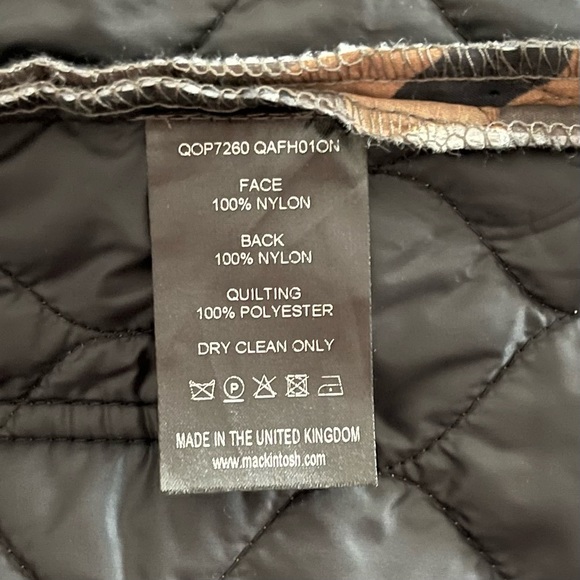 QOP7260 QAFH01ON
FACE
100% NYLON
BACK
100% NYLON
QUILTING
100% POLYESTER
DRY CLEAN ONLY
P
MADE IN THE UNITED KINGDOM
www.mackintosh.com